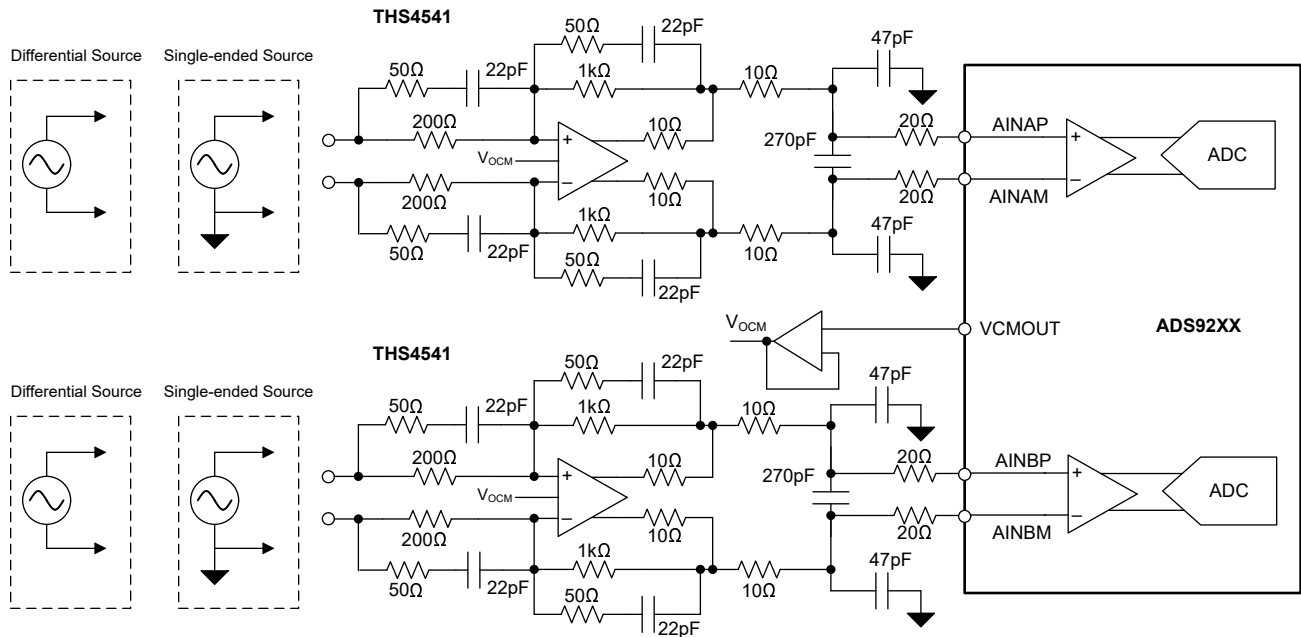 THS4541
50Ω
22pF
47pF
Differential Source
Single-ended Source
50Ω
22pF
1kΩ
10Ω
200Ω
10Ω
20Ω
AINAP
+
+
270pF
VOCM
ADC
−
−
200Ω
10Ω
20Ω
AINAM
1kΩ
47pF
50Ω
22pF
10Ω
50Ω
22pF
VOCM
VCMOUT
ADS92XX
THS4541
50Ω
22pF
47pF
Differential Source
Single-ended Source
50Ω
22pF
1kΩ
10Ω
200Ω
10Ω
20Ω
AINBP
+
+
270pF
VOCM
ADC
−
−
200Ω
10Ω
20Ω
AINBM
1kΩ
47pF
50Ω
22pF
10Ω
50Ω
22pF